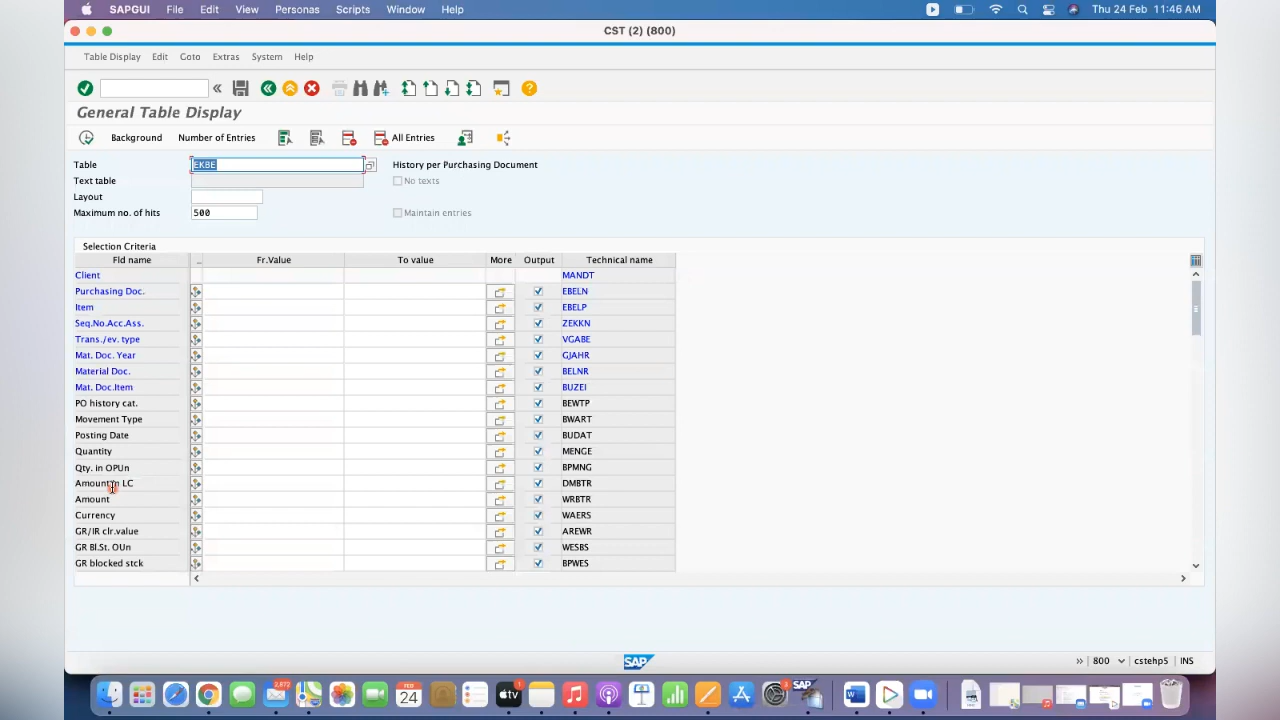 SAPGUI File Edit View Personas Scripts Window Help Thu 24 Feb 11:46 AM
CST (2) (800)
Table Display Edit Goto Extras System Help
General Table Display
Background Number of Entries All Entries
Table EKBE History per Purchasing Document
Text table No texts
Layout
Maximum no. of hits 500 Maintain entries
Selection Criteria
Fld name ... Fr.Value To value More Output Technical name
Client MANDT
Purchasing Doc. EBELN
Item EBELP
Seq.No.Acc.Ass. ZEKKN
Trans./ev. type VGABE
Mat. Doc. Year GJAHR
Material Doc. BELNR
Mat. Doc.Item BUZEI
PO history cat. BEWTP
Movement Type BWART
Posting Date BUDAT
Quantity MENGE
Qty. in OPUn BPMNG
Amount in LC DMBTR
Amount WRBTR
Currency WAERS
GR/IR clr.value AREWR
GR Bl.St. OUn WESBS
GR blocked stck BPWES
SAP
800 cstehp5 INS
FEB
24
tv
SAP